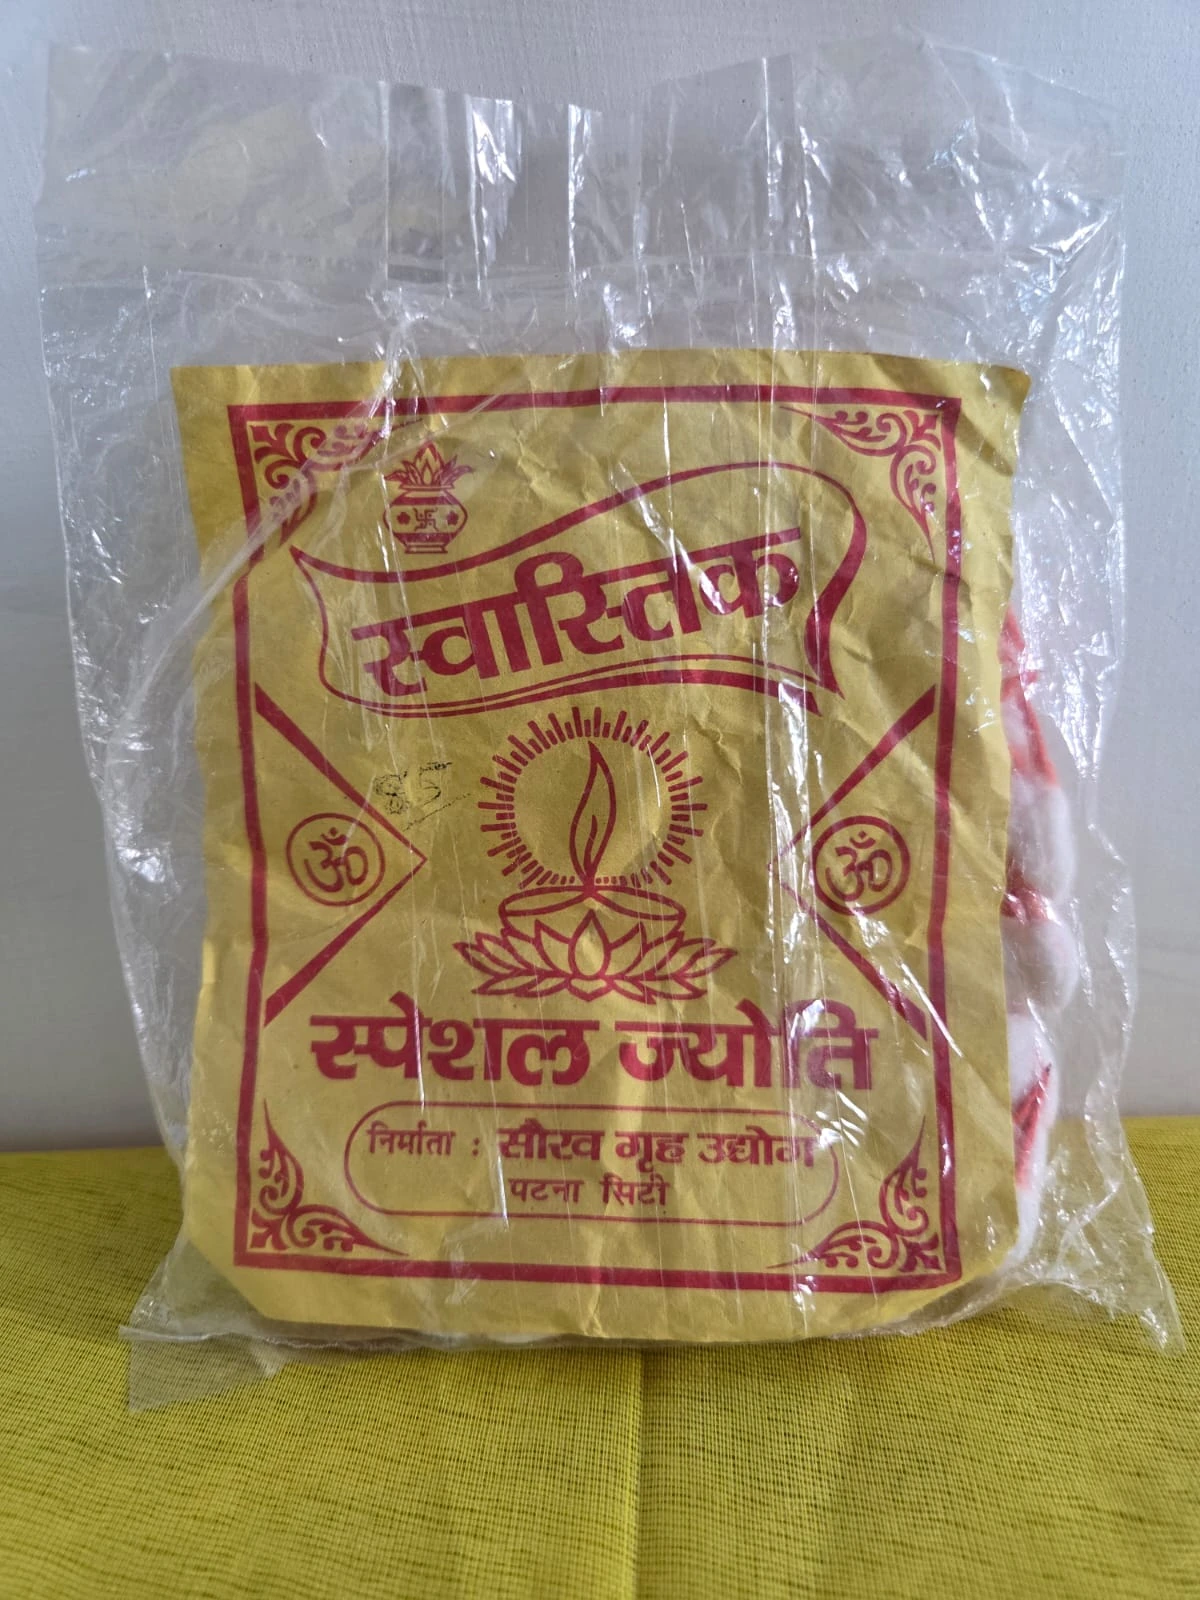 स्वास्तिक
ॐ
ॐ
स्पेशल ज्योति
निर्माता : सौरव गृह उद्योग
पटना सिटी